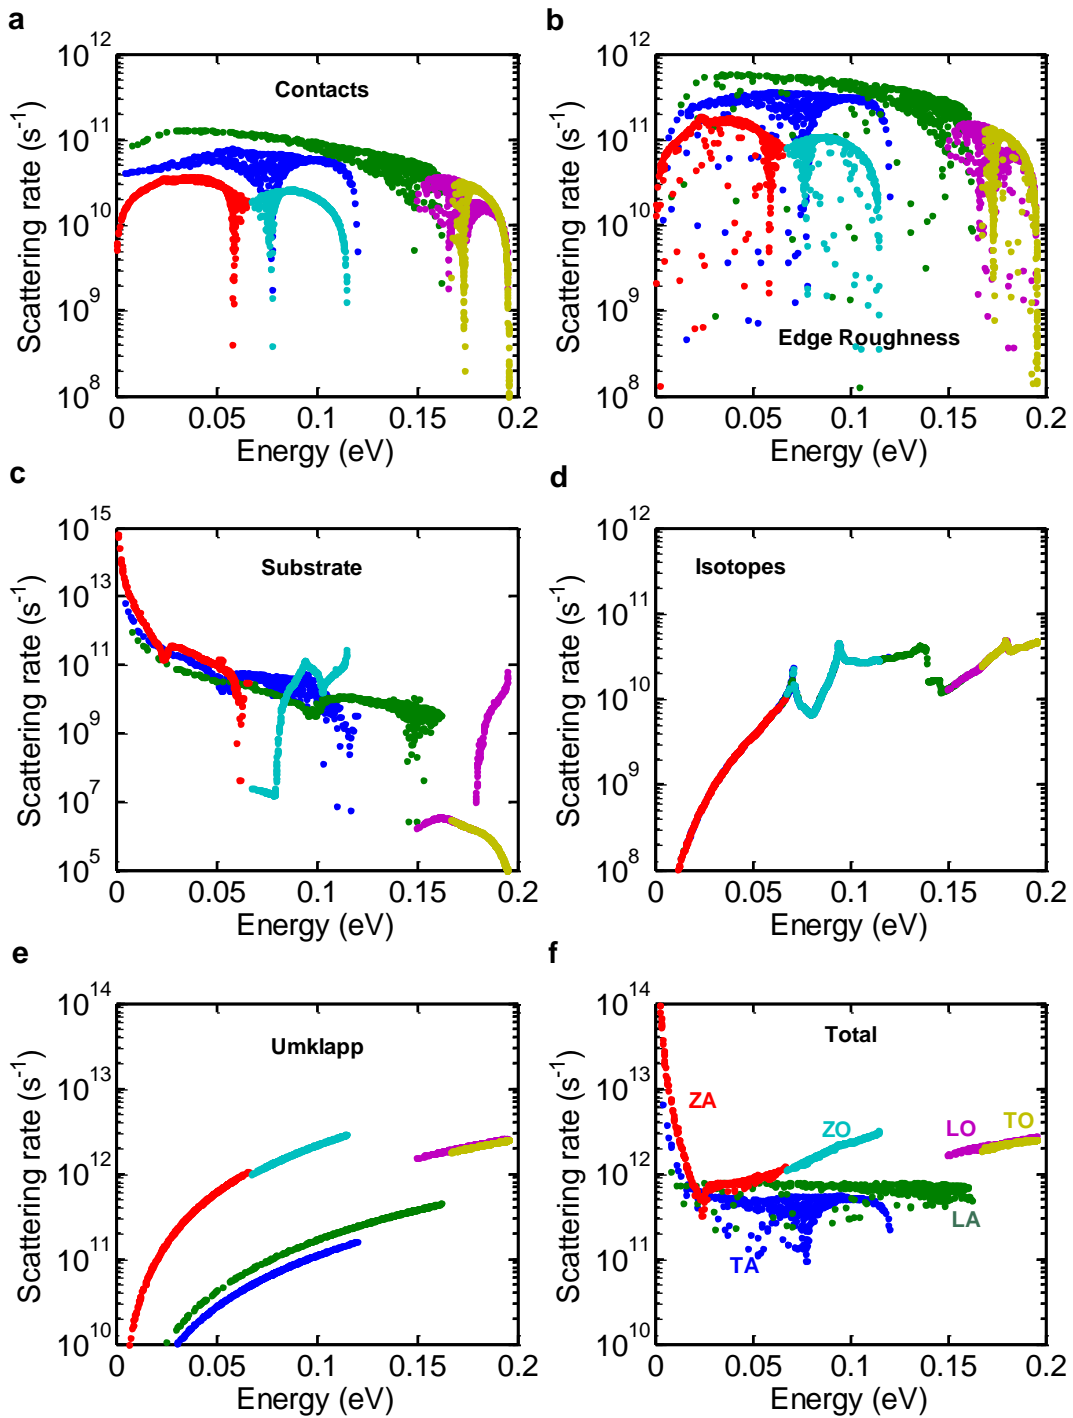 a
10^12
10^11
10^10
10^9
10^8
Scattering rate (s^-1)
Contacts
0 0.05 0.1 0.15 0.2
Energy (eV)
b
10^12
10^11
10^10
10^9
10^8
Scattering rate (s^-1)
Edge Roughness
0 0.05 0.1 0.15 0.2
Energy (eV)
c
10^15
10^13
10^11
10^9
10^7
10^5
Scattering rate (s^-1)
Substrate
0 0.05 0.1 0.15 0.2
Energy (eV)
d
10^12
10^11
10^10
10^9
10^8
Scattering rate (s^-1)
Isotopes
0 0.05 0.1 0.15 0.2
Energy (eV)
e
10^14
10^13
10^12
10^11
10^10
Scattering rate (s^-1)
Umklapp
0 0.05 0.1 0.15 0.2
Energy (eV)
f
10^14
10^13
10^12
10^11
10^10
Scattering rate (s^-1)
Total
ZA
ZO
LO
TO
LA
TA
0 0.05 0.1 0.15 0.2
Energy (eV)